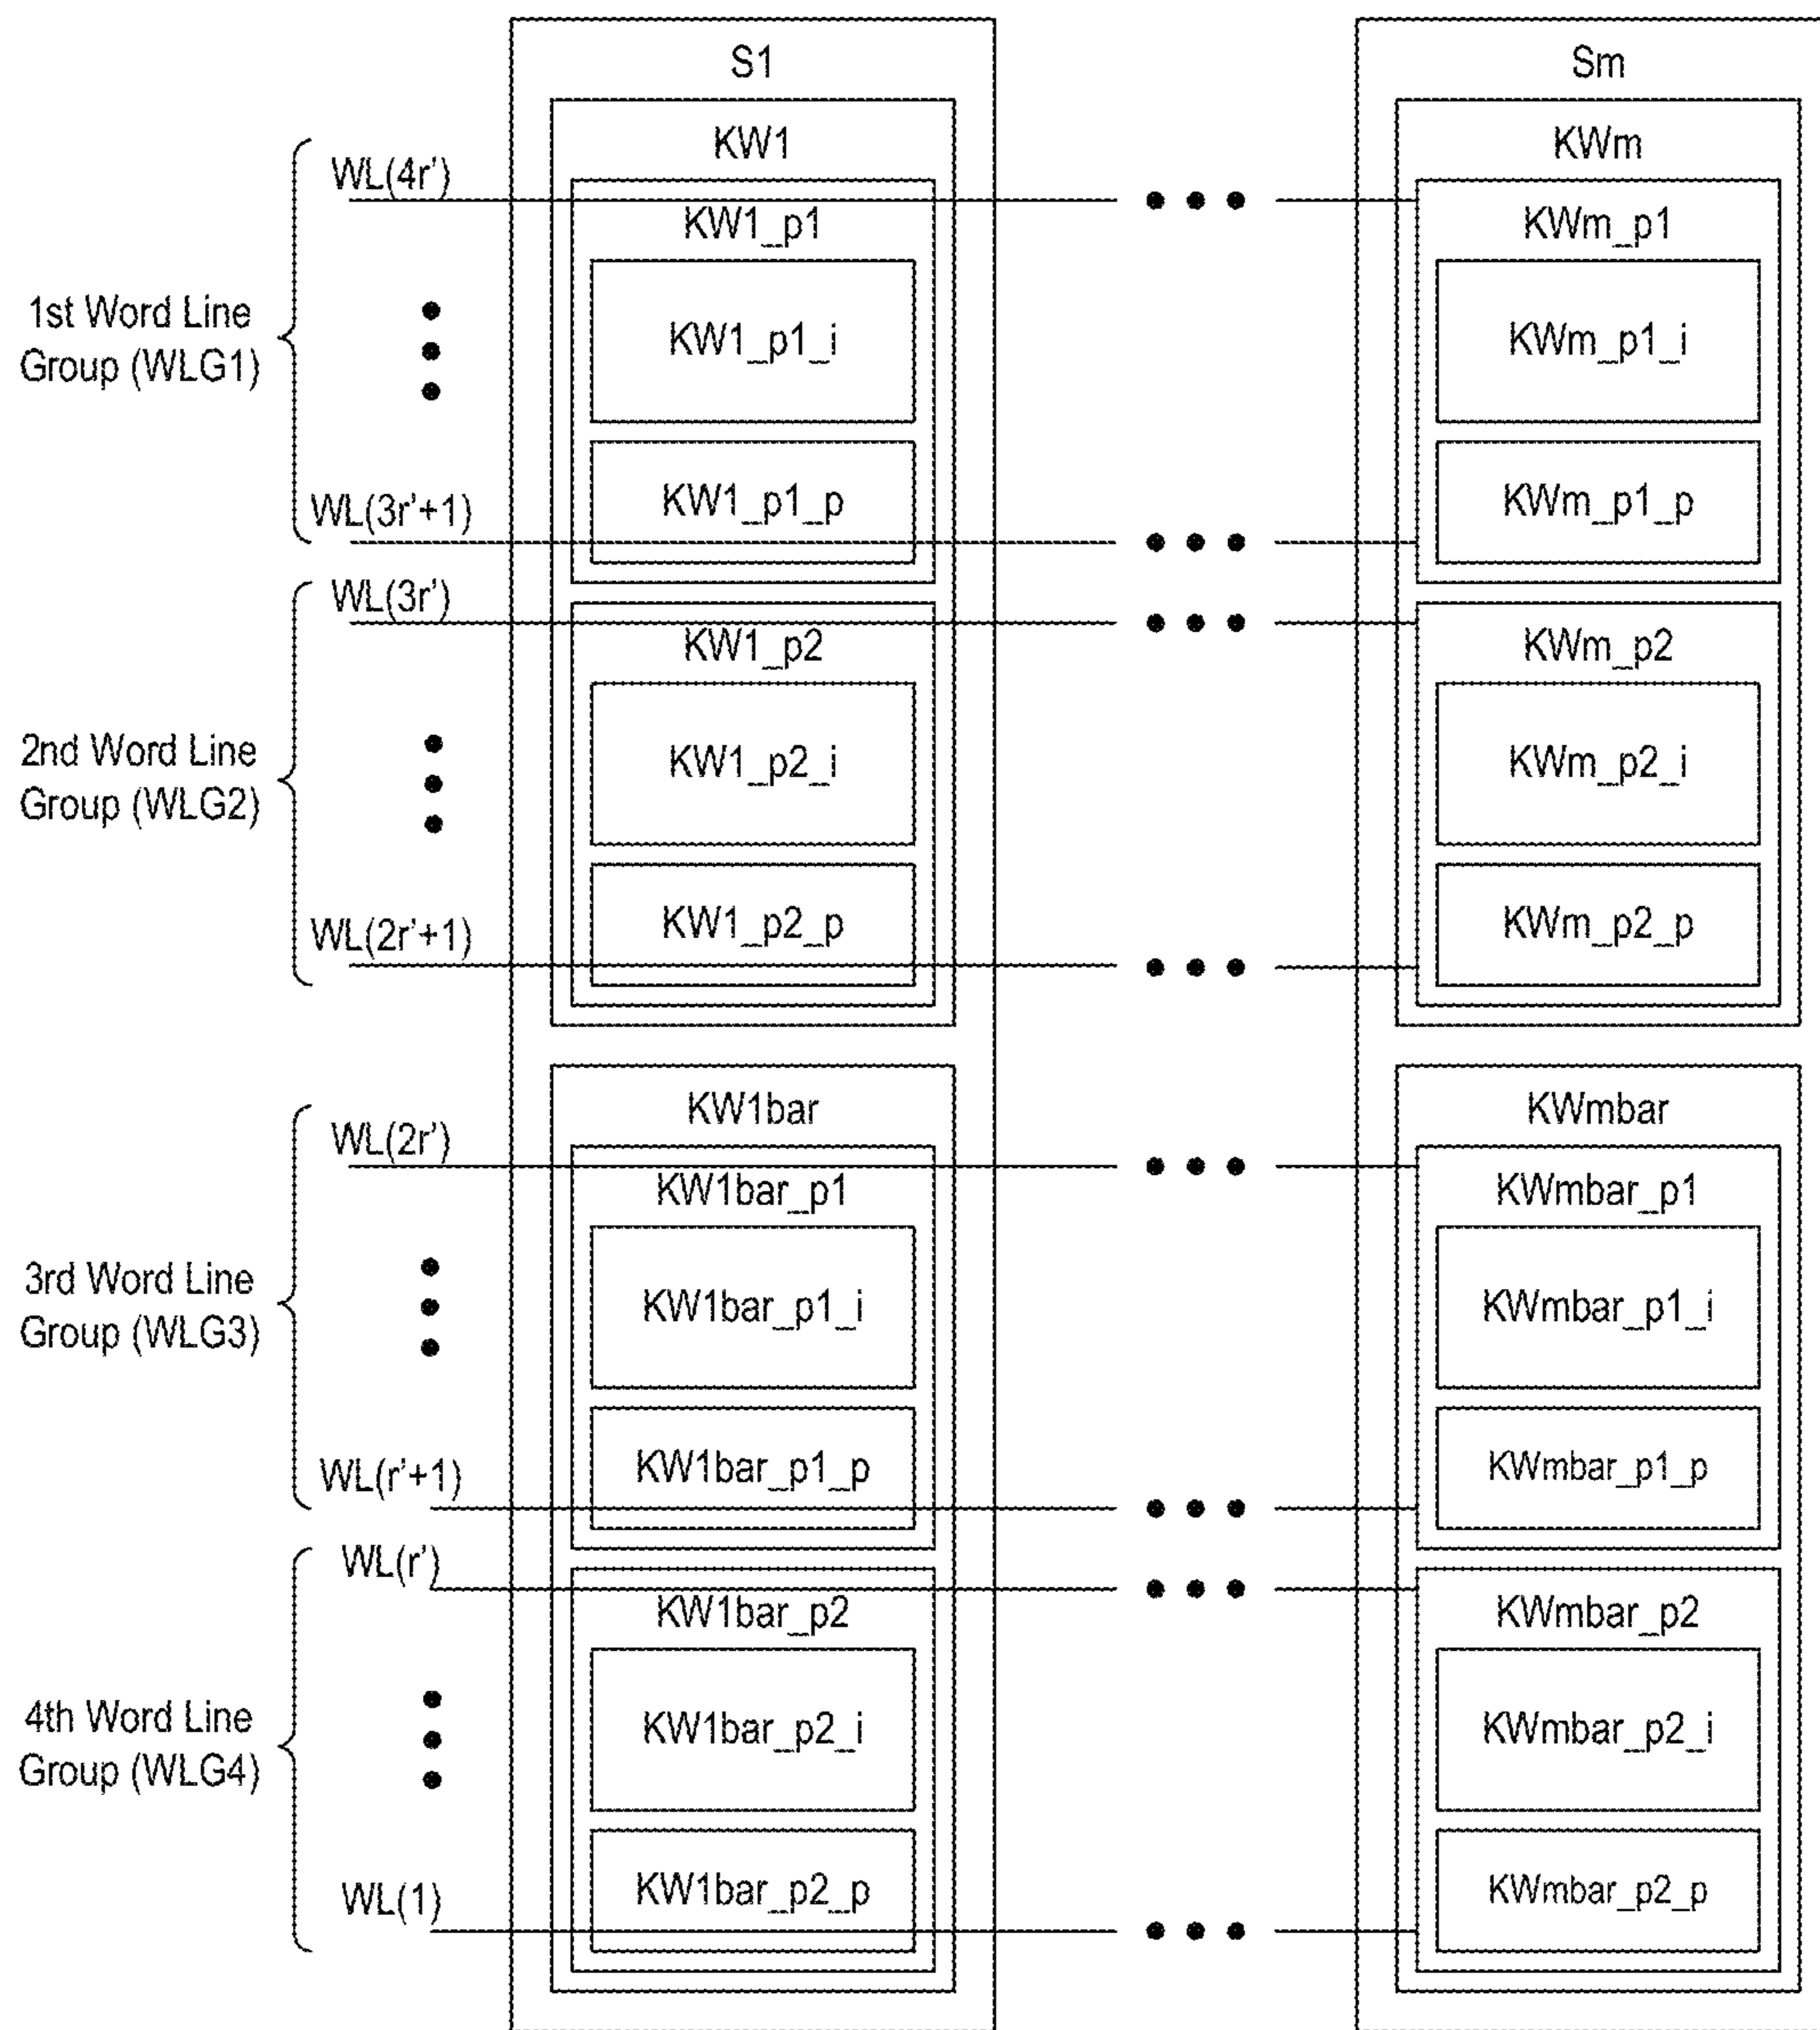 S1
Sm
KW1
KWm
WL(4r')
KW1_p1
KWm_p1
1st Word Line
Group (WLG1)
KW1_p1_i
KWm_p1_i
WL(3r'+1)
KW1_p1_p
KWm_p1_p
WL(3r')
KW1_p2
KWm_p2
2nd Word Line
Group (WLG2)
KW1_p2_i
KWm_p2_i
WL(2r'+1)
KW1_p2_p
KWm_p2_p
KW1bar
KWmbar
WL(2r')
KW1bar_p1
KWmbar_p1
3rd Word Line
Group (WLG3)
KW1bar_p1_i
KWmbar_p1_i
WL(r'+1)
KW1bar_p1_p
KWmbar_p1_p
WL(r')
KW1bar_p2
KWmbar_p2
4th Word Line
Group (WLG4)
KW1bar_p2_i
KWmbar_p2_i
WL(1)
KW1bar_p2_p
KWmbar_p2_p